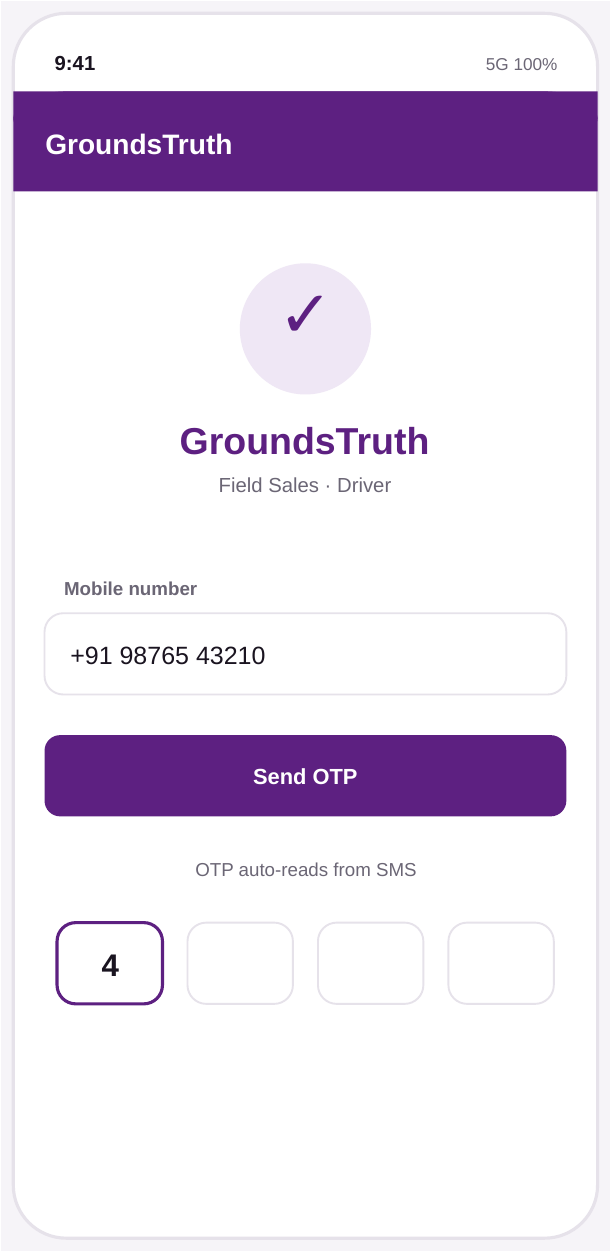 9:41 5G 100%
GroundsTruth
✓
GroundsTruth
Field Sales · Driver
Mobile number
+91 98765 43210
Send OTP
OTP auto-reads from SMS
4